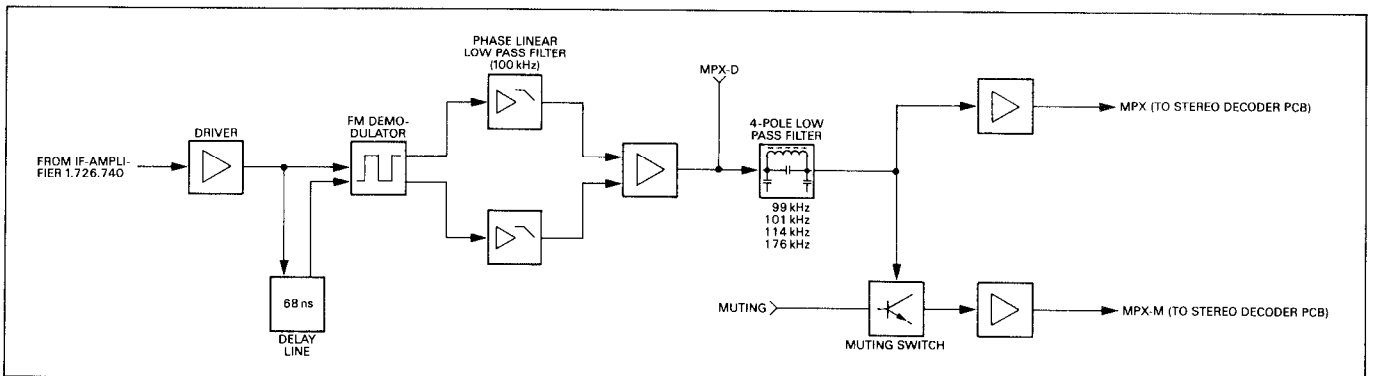 PHASE LINEAR
LOW PASS FILTER
(100 kHz)
MPX-D
FM DEMO-
DULATOR
4-POLE LOW
PASS FILTER
DRIVER
MPX (TO STEREO DECODER PCB)
FROM IF-AMPLI-
FIER 1.726.740
99 kHz
101 kHz
114 kHz
176 kHz
68 ns
DELAY
LINE
MUTING
MPX-M (TO STEREO DECODER PCB)
MUTING SWITCH